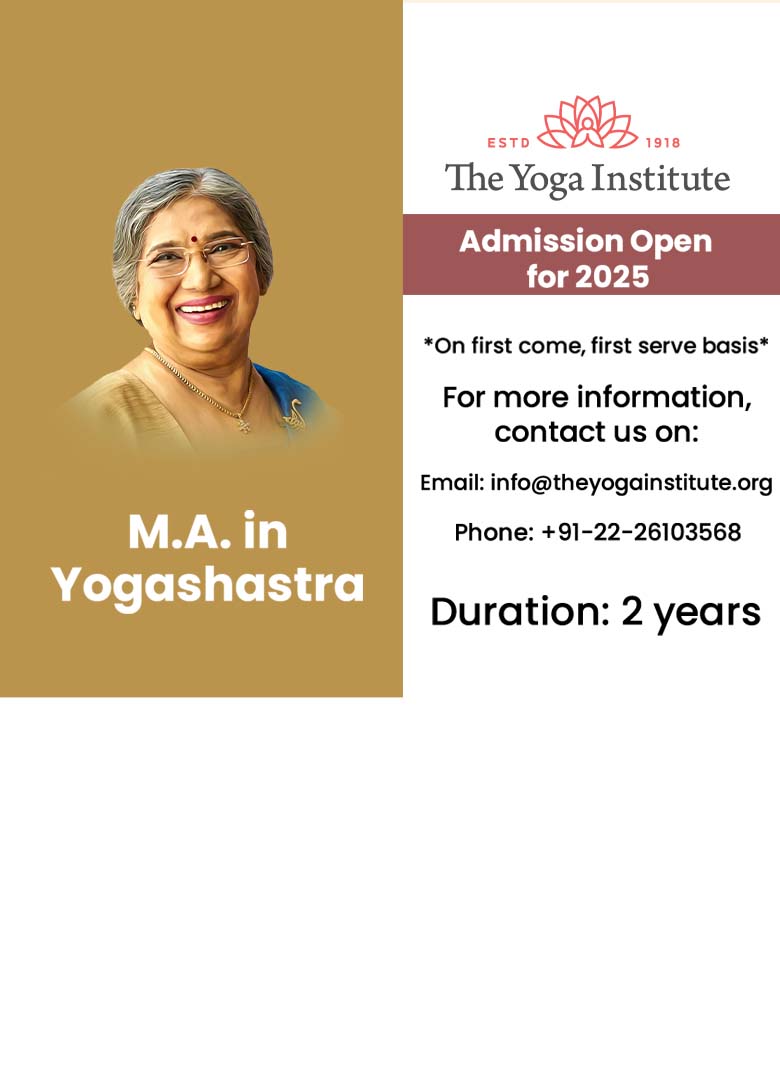 M.A. in
Yogashastra
ESTD 1918
The Yoga Institute
Admission Open
for 2025
*On first come, first serve basis*
For more information,
contact us on:
Email: info@theyogainstitute.org
Phone: +91-22-26103568
Duration: 2 years